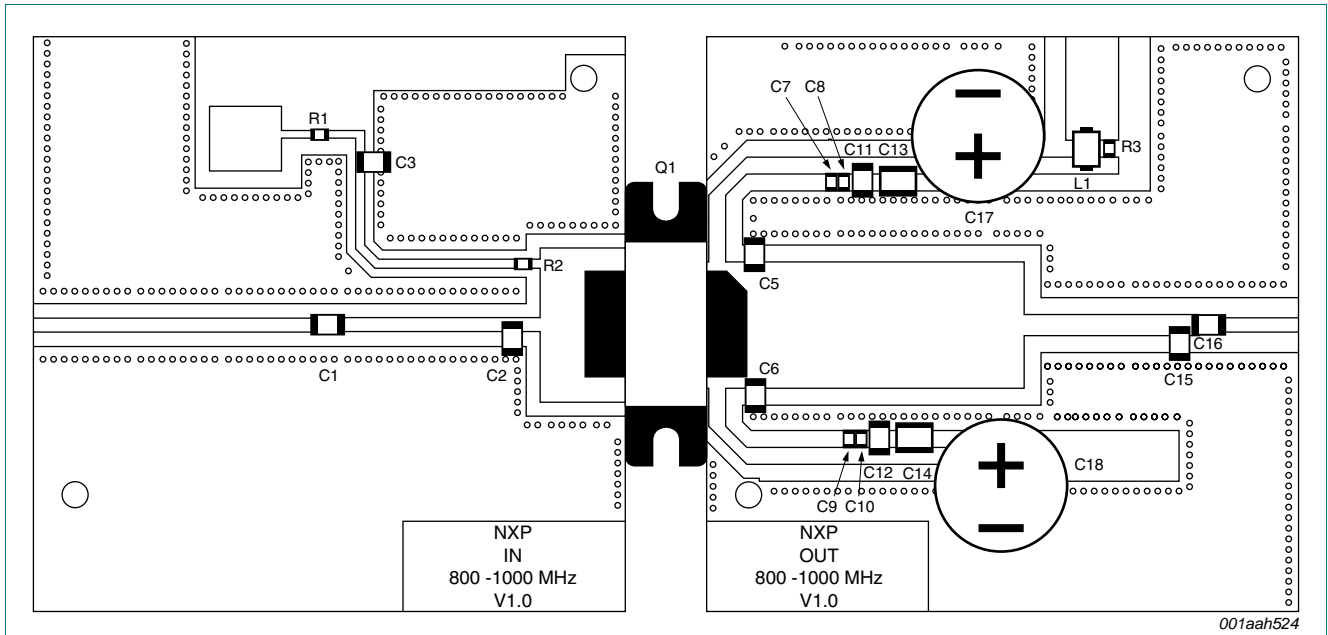 C7 C8
R1
C11 C13
R3
C3
Q1
L1
C17
R2
C5
C1
C2
C6
C16
C15
C12 C14
C18
C9 C10
NXP
IN
800 -1000 MHz
V1.0
NXP
OUT
800 -1000 MHz
V1.0
001aah524